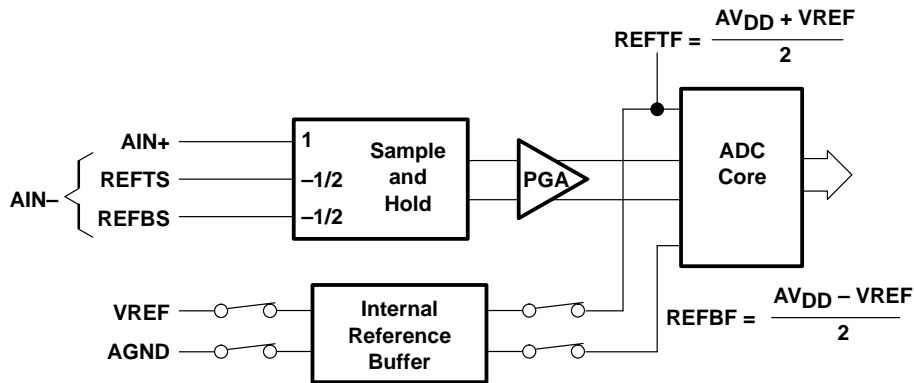 REFTF = AVDD + VREF
2
AIN+
REFTS
REFBS
AIN–
1
–1/2
–1/2
Sample
and
Hold
PGA
ADC
Core
VREF
AGND
Internal
Reference
Buffer
REFBF = AVDD – VREF
2